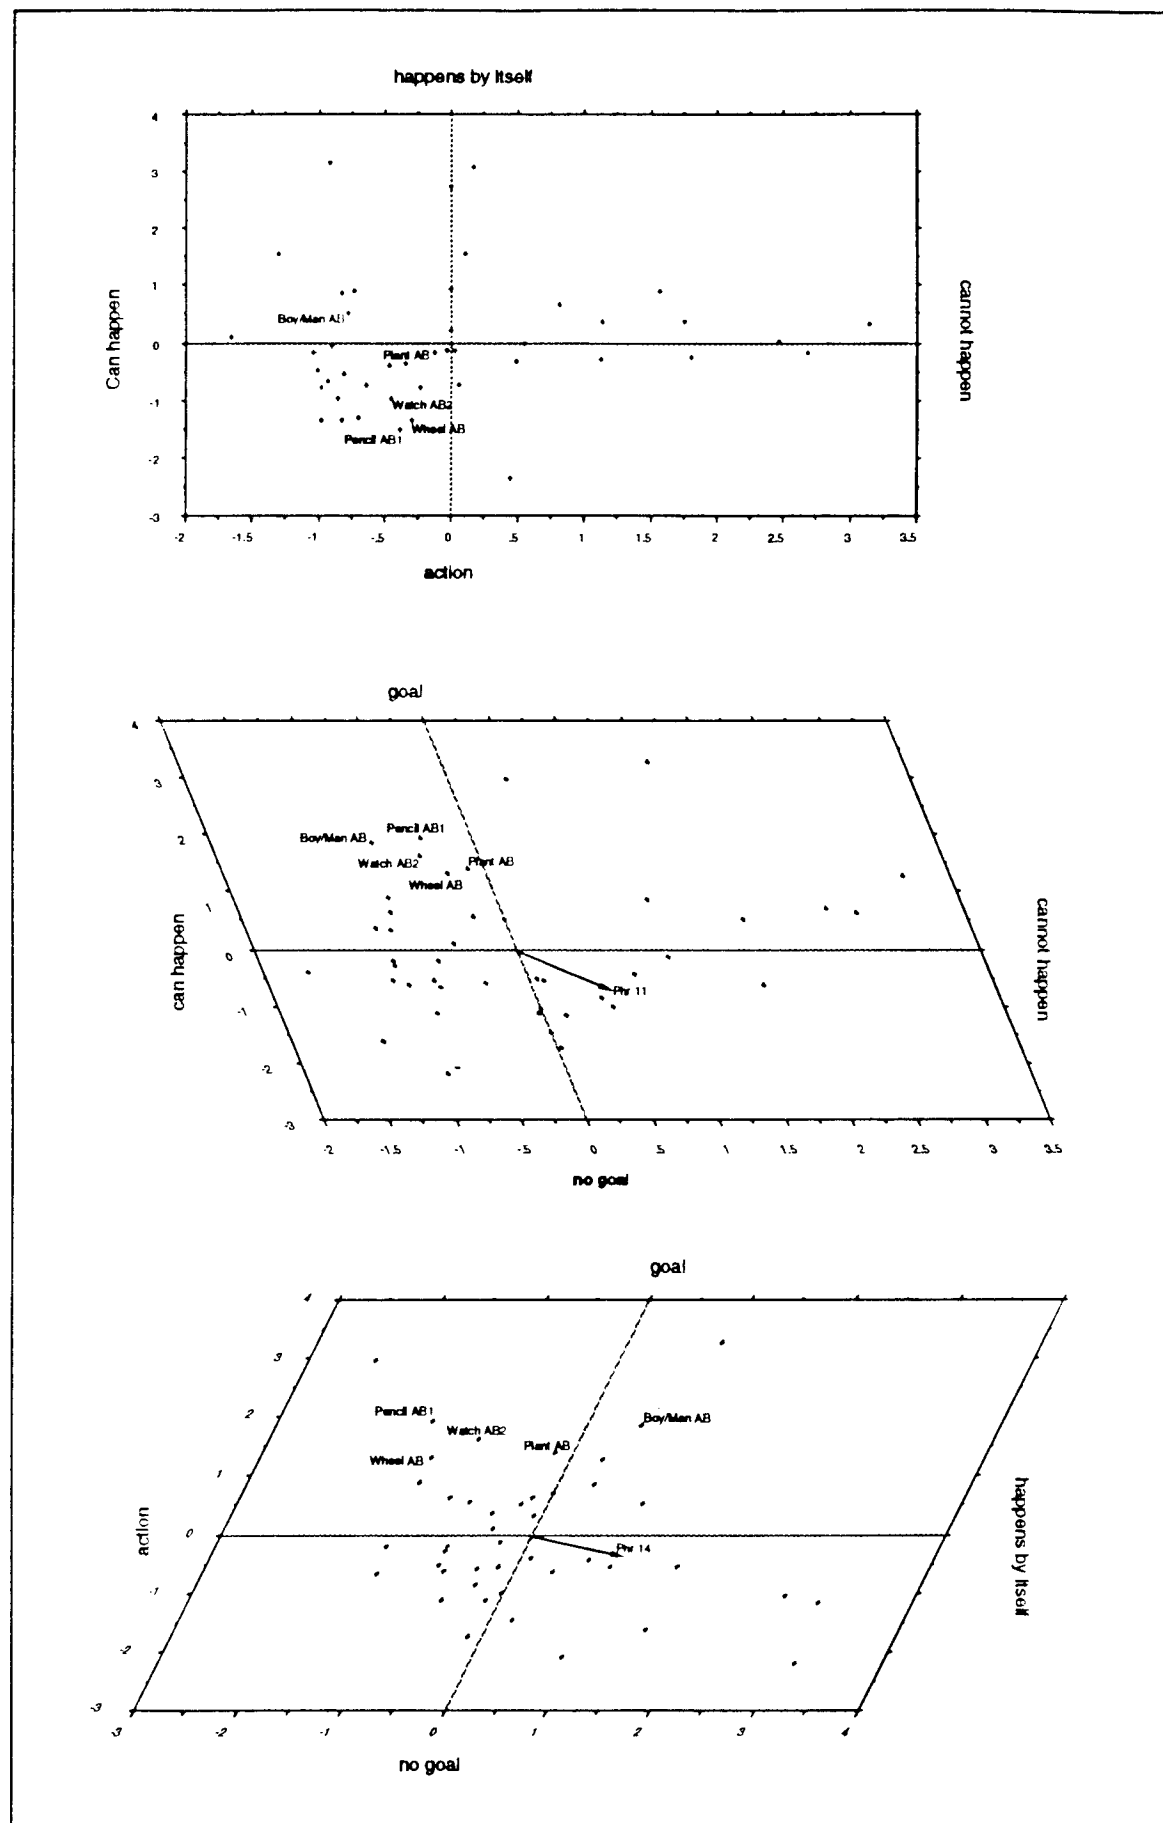 happens by itself
4
3
2
1
0
-1
-2
-3
Can happen
cannot happen
Boy/Man AB
Plant AB
Watch AB2
Wheel AB
Pencil AB1
-2 -1.5 -1 -.5 0 .5 1 1.5 2 2.5 3 3.5
action
goal
4
3
2
1
0
-1
-2
-3
can happen
cannot happen
Pencil AB1
Boy/Man AB
Watch AB2
Plant AB
Wheel AB
Phr 11
-2 -1.5 -1 -.5 0 .5 1 1.5 2 2.5 3 3.5
no goal
goal
4
3
2
1
0
-1
-2
-3
action
happens by itself
Pencil AB1
Boy/Man AB
Watch AB2
Plant AB
Wheel AB
Phr 14
-3 -2 -1 0 1 2 3 4
no goal